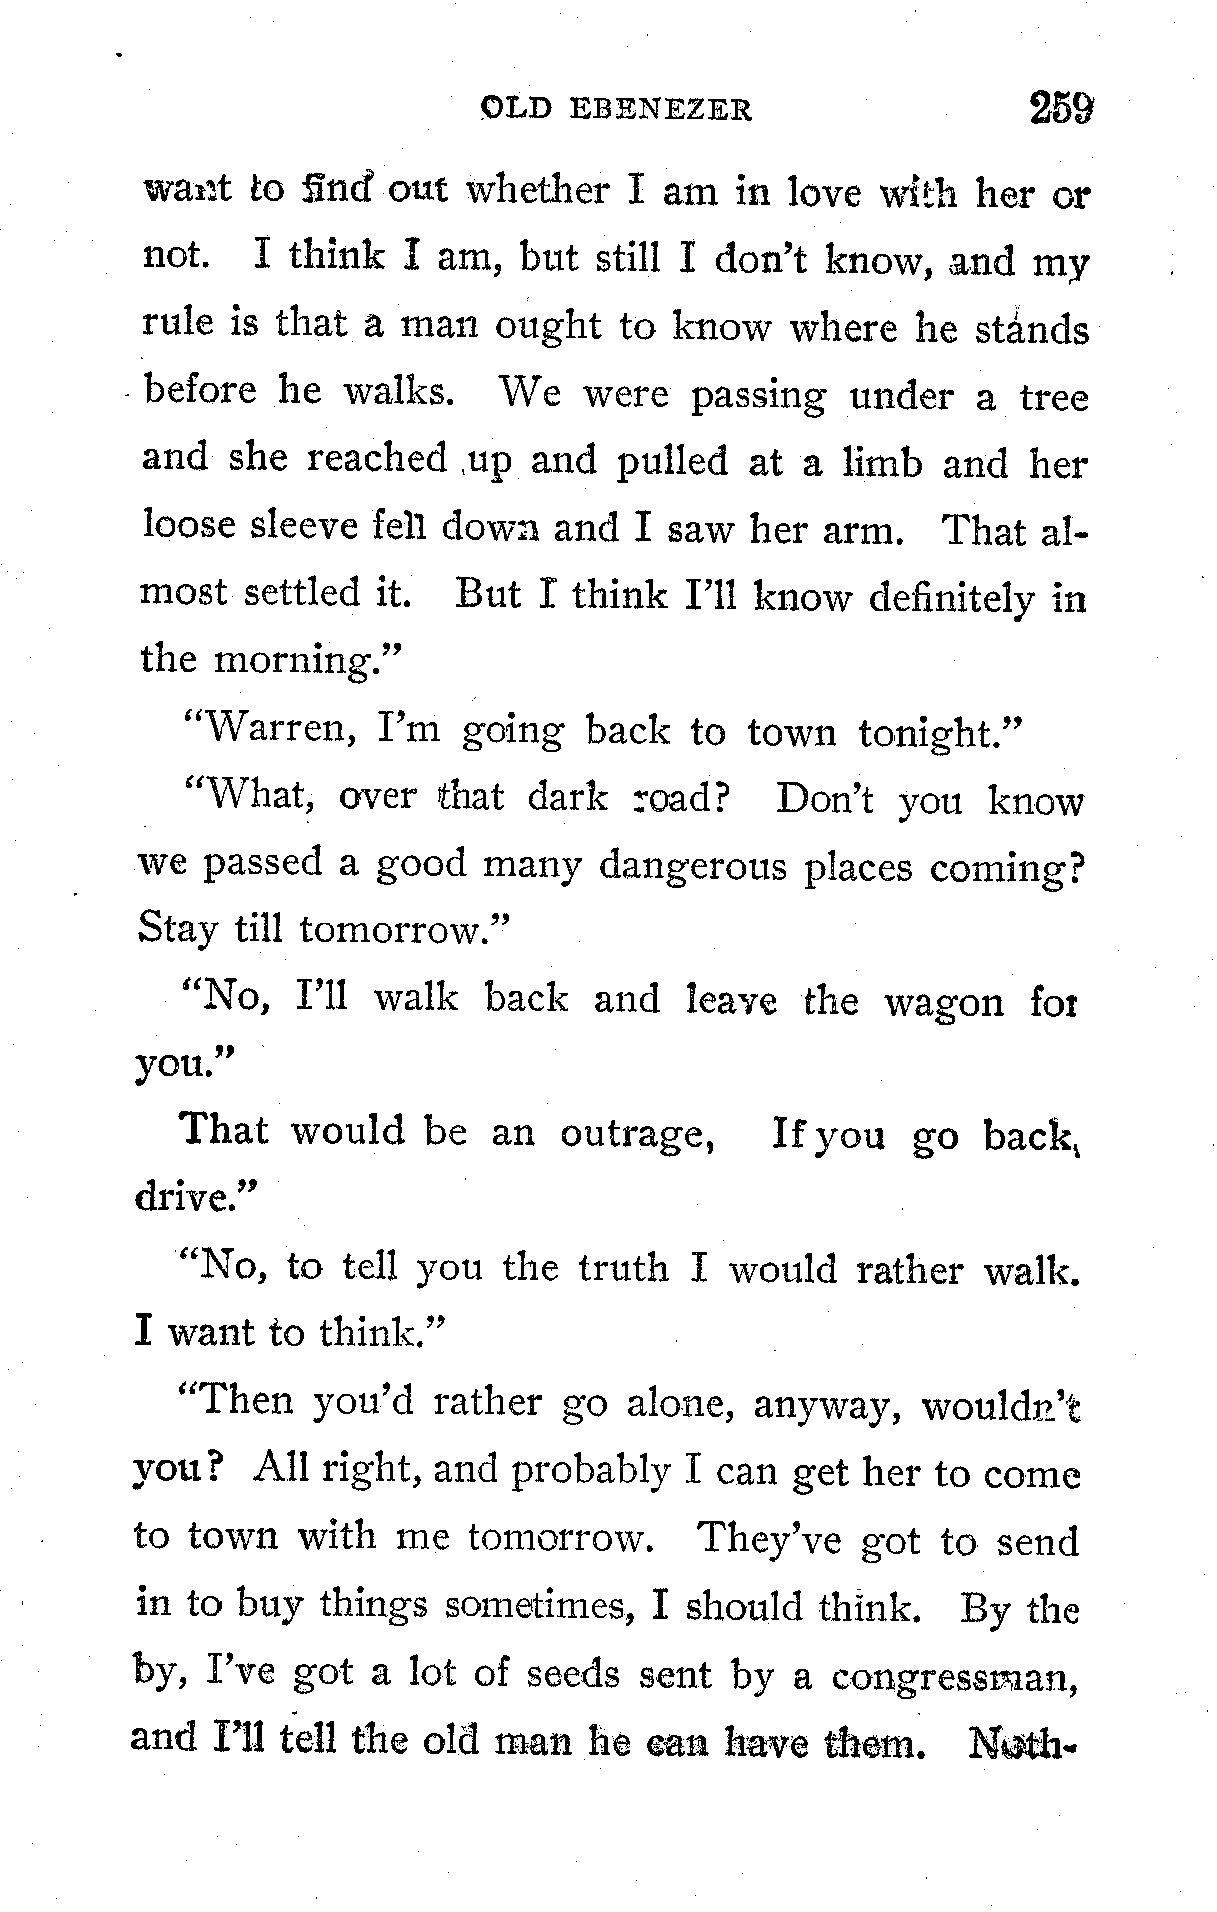 OLD EBENEZER 259
want to find out whether I am in love with her or
not. I think I am, but still I don't know, and my
rule is that a man ought to know where he stands
before he walks. We were passing under a tree
and she reached up and pulled at a limb and her
loose sleeve fell down and I saw her arm. That al-
most settled it. But I think I'll know definitely in
the morning."
"Warren, I'm going back to town tonight."
"What, over that dark road? Don't you know
we passed a good many dangerous places coming?
Stay till tomorrow."
"No, I'll walk back and leave the wagon for
you."
That would be an outrage, If you go back,
drive."
"No, to tell you the truth I would rather walk.
I want to think."
"Then you'd rather go alone, anyway, wouldn't
you? All right, and probably I can get her to come
to town with me tomorrow. They've got to send
in to buy things sometimes, I should think. By the
by, I've got a lot of seeds sent by a congressman,
and I'll tell the old man he can have them. Noth-